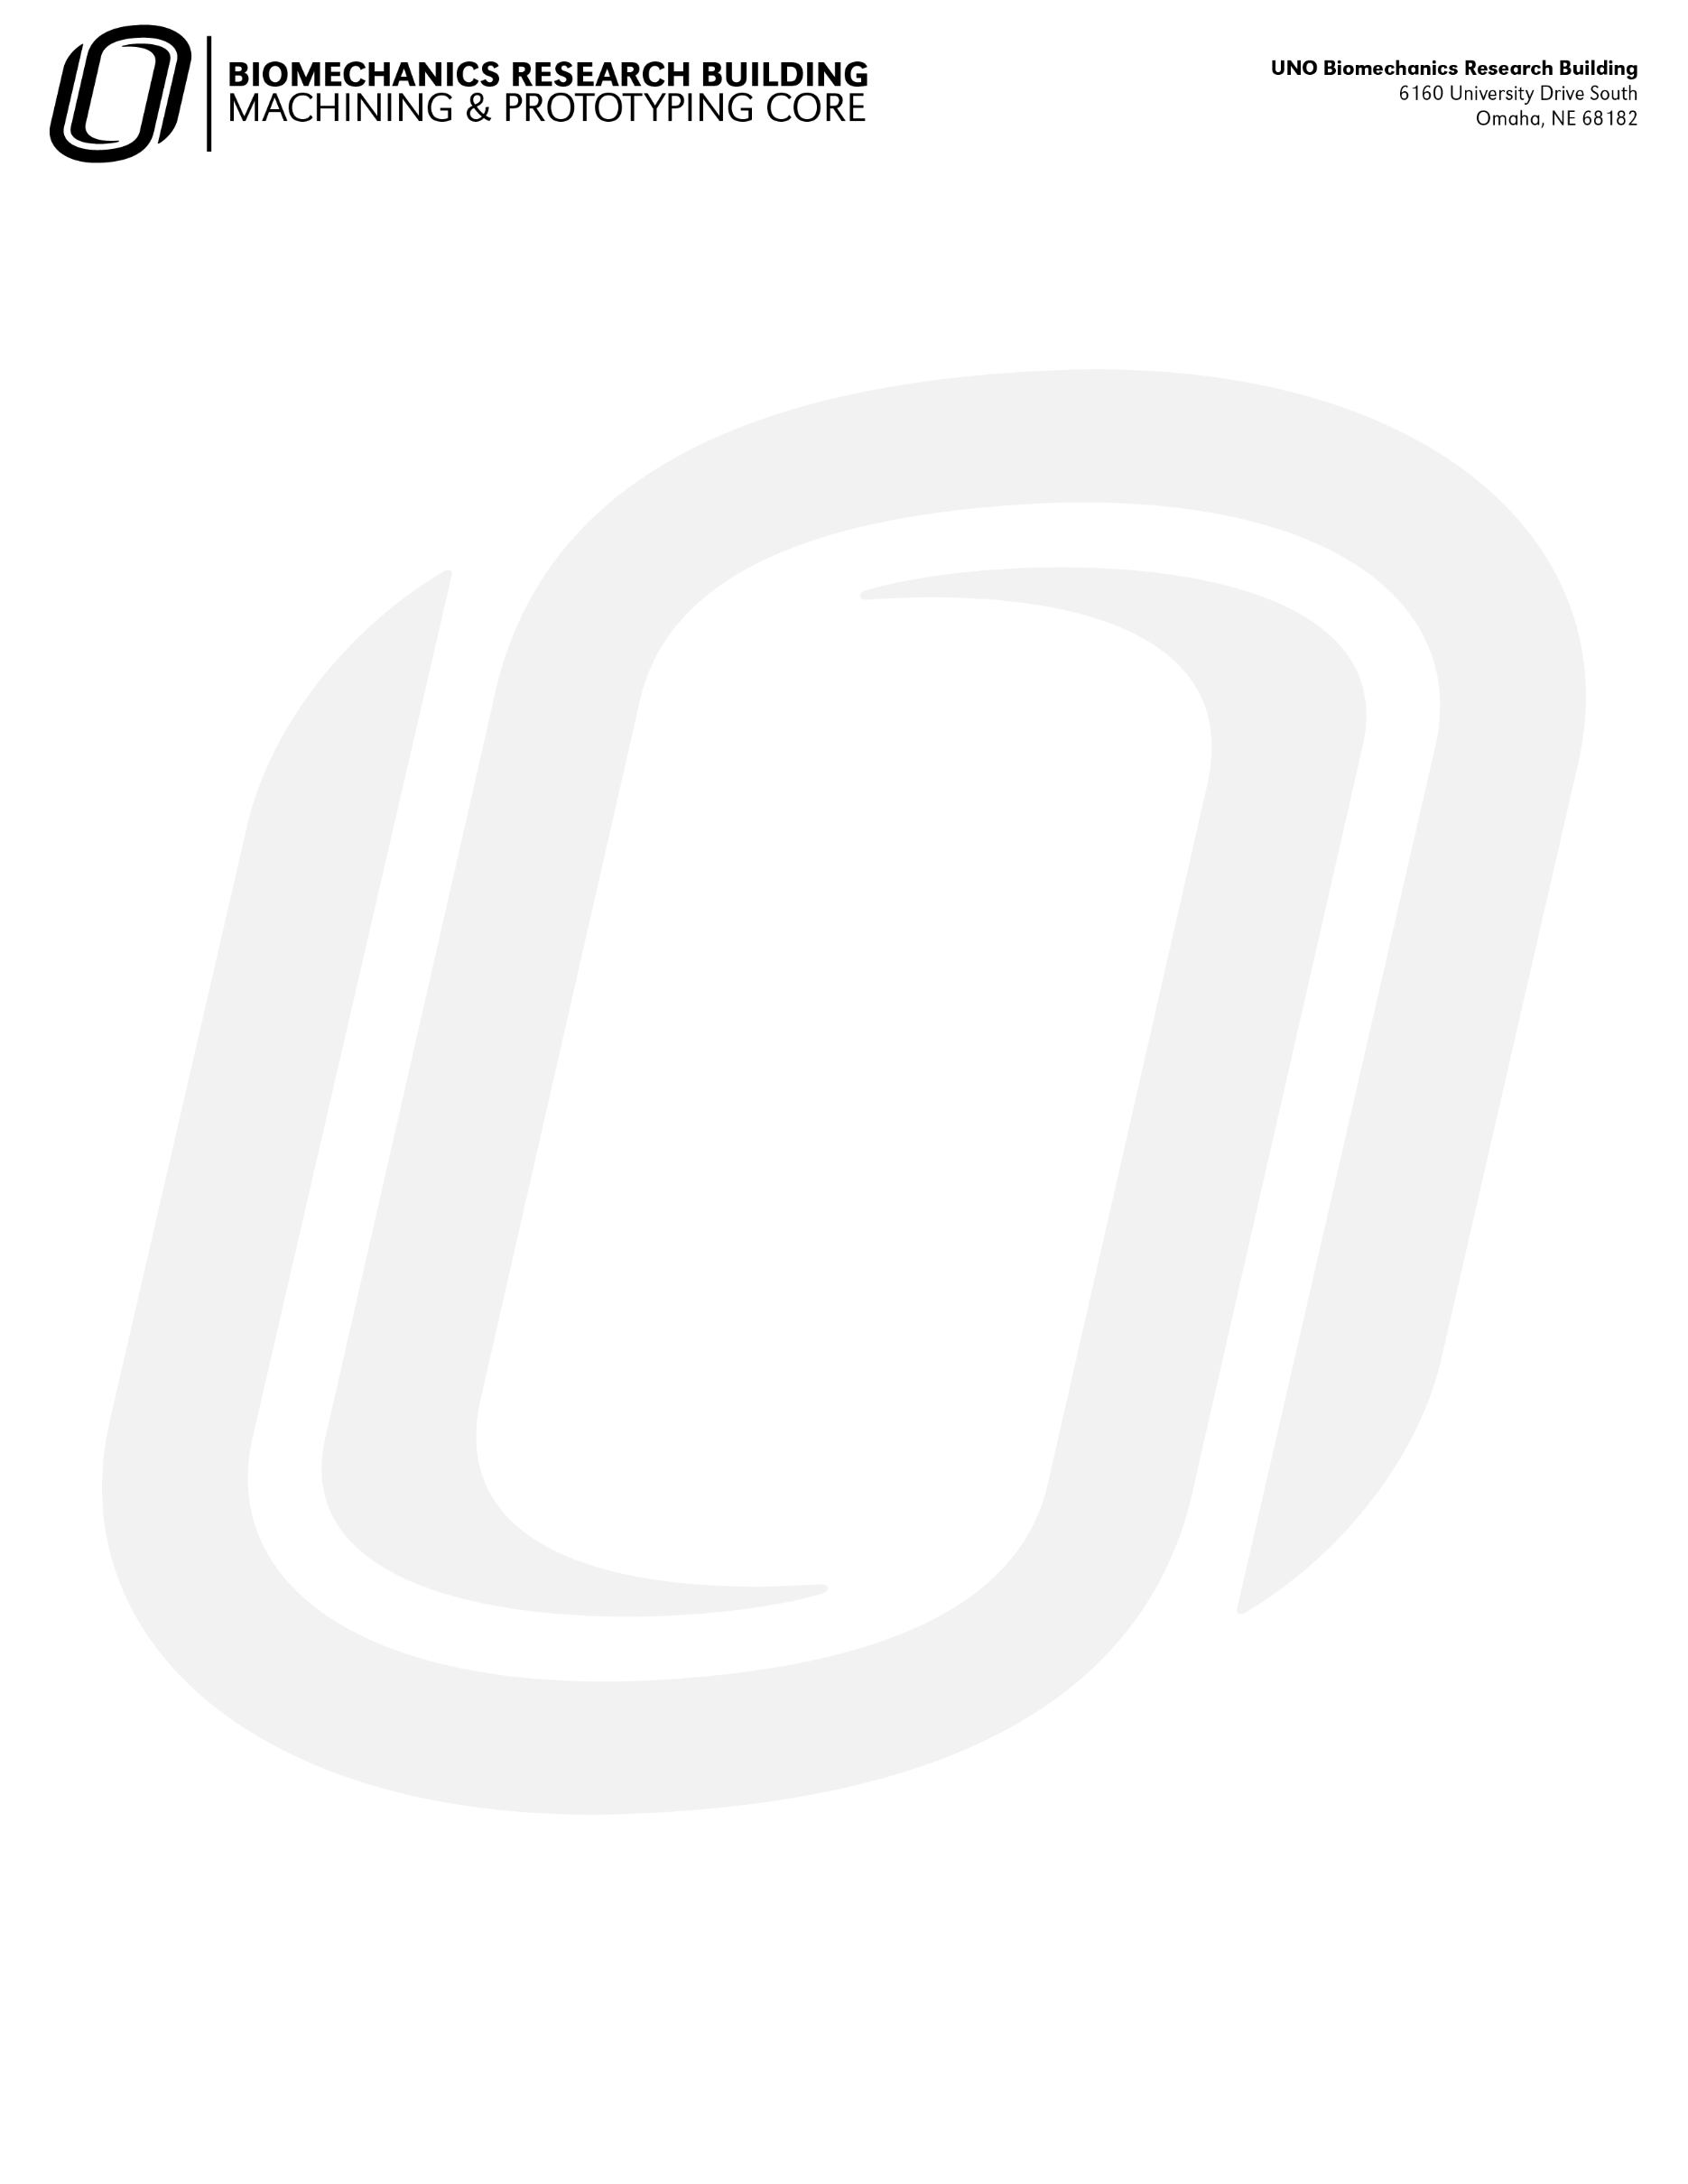 BIOMECHANICS RESEARCH BUILDING
MACHINING & PROTOTYPING CORE
UNO Biomechanics Research Building
6160 University Drive South
Omaha, NE 68182